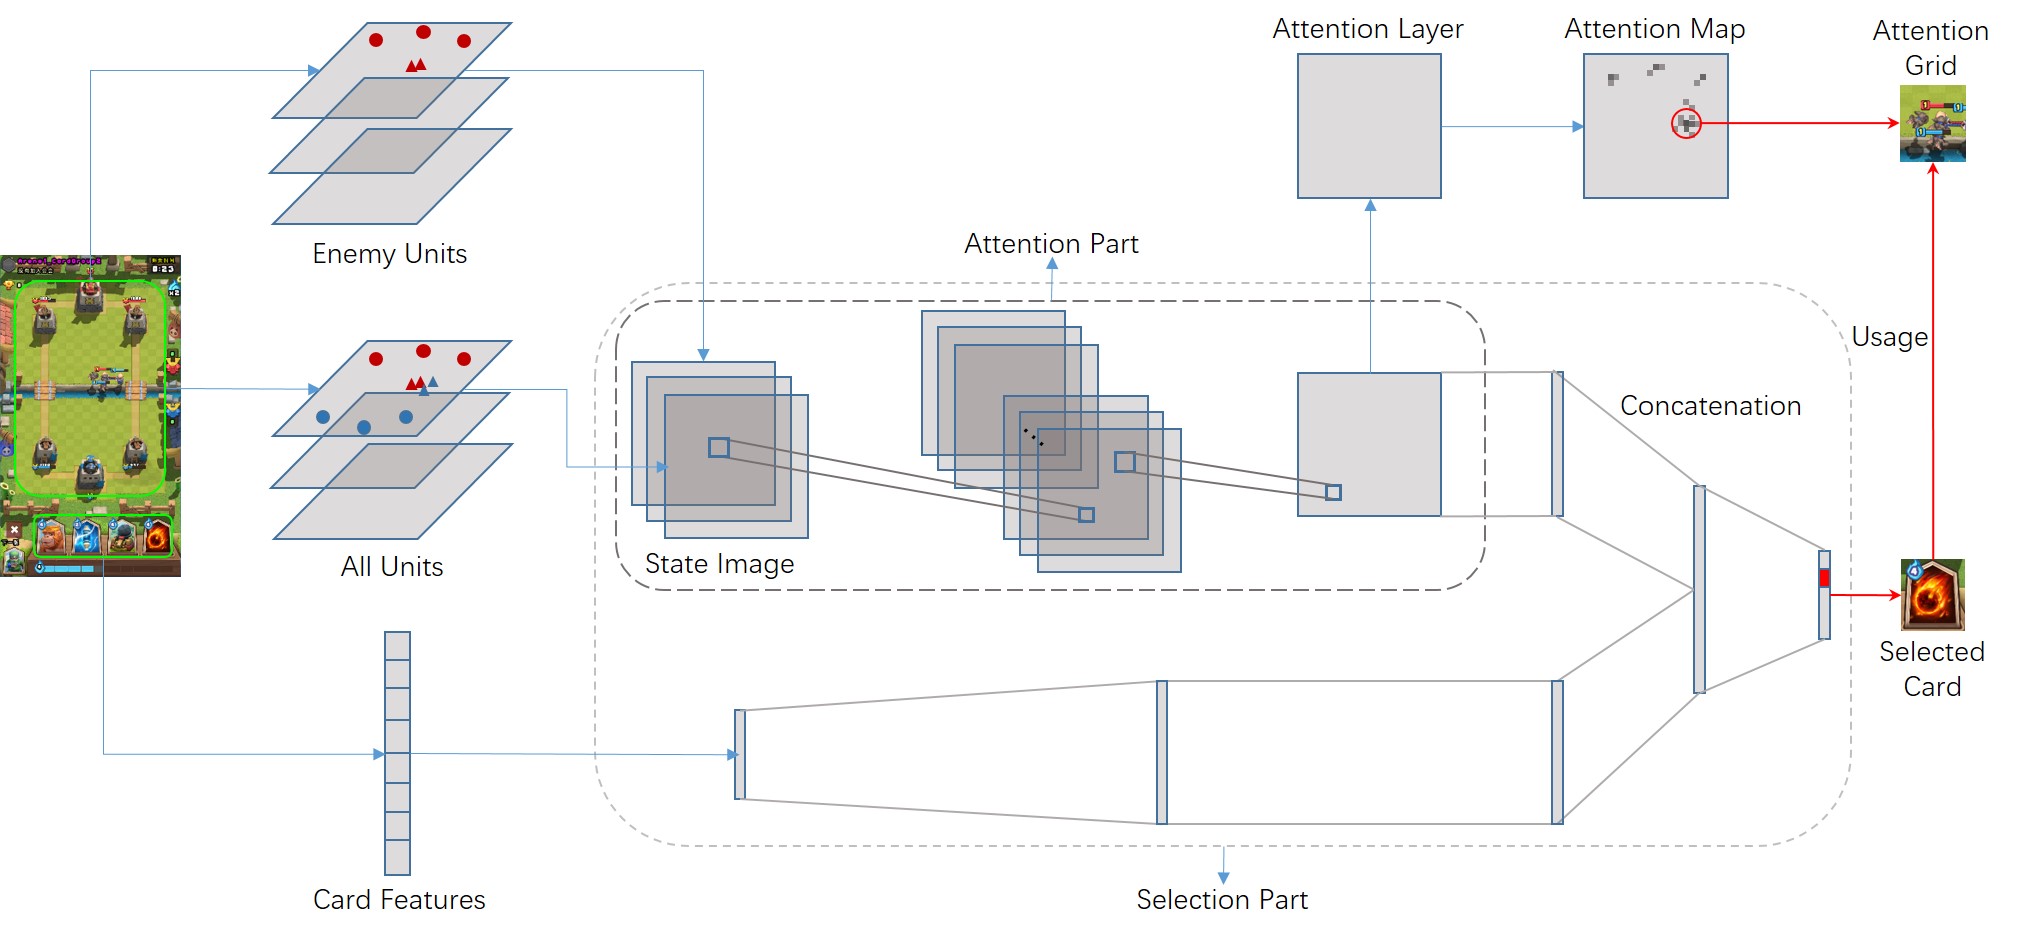 Attention Layer
Attention Map
Attention
Grid
Enemy Units
Attention Part
Usage
Concatenation
State Image
All Units
4
Selected
Card
Card Features
Selection Part